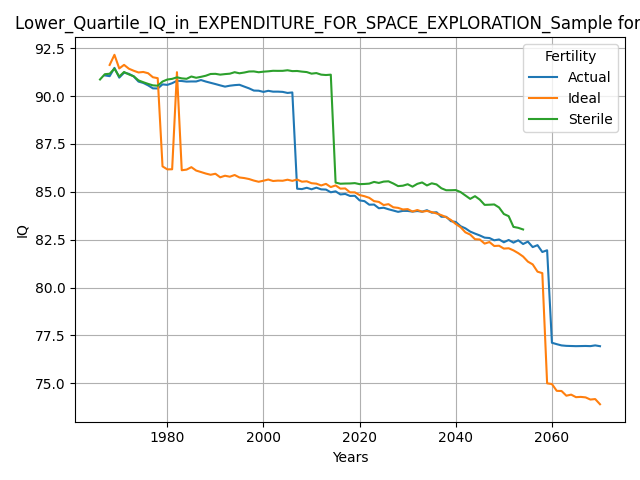 Lower_Quartile_IQ_in_EXPENDITURE_FOR_SPACE_EXPLORATION_Sample for
92.5
90.0
87.5
85.0
82.5
80.0
77.5
75.0
IQ
Fertility
Actual
Ideal
Sterile
1980
2000
2020
2040
2060
Years